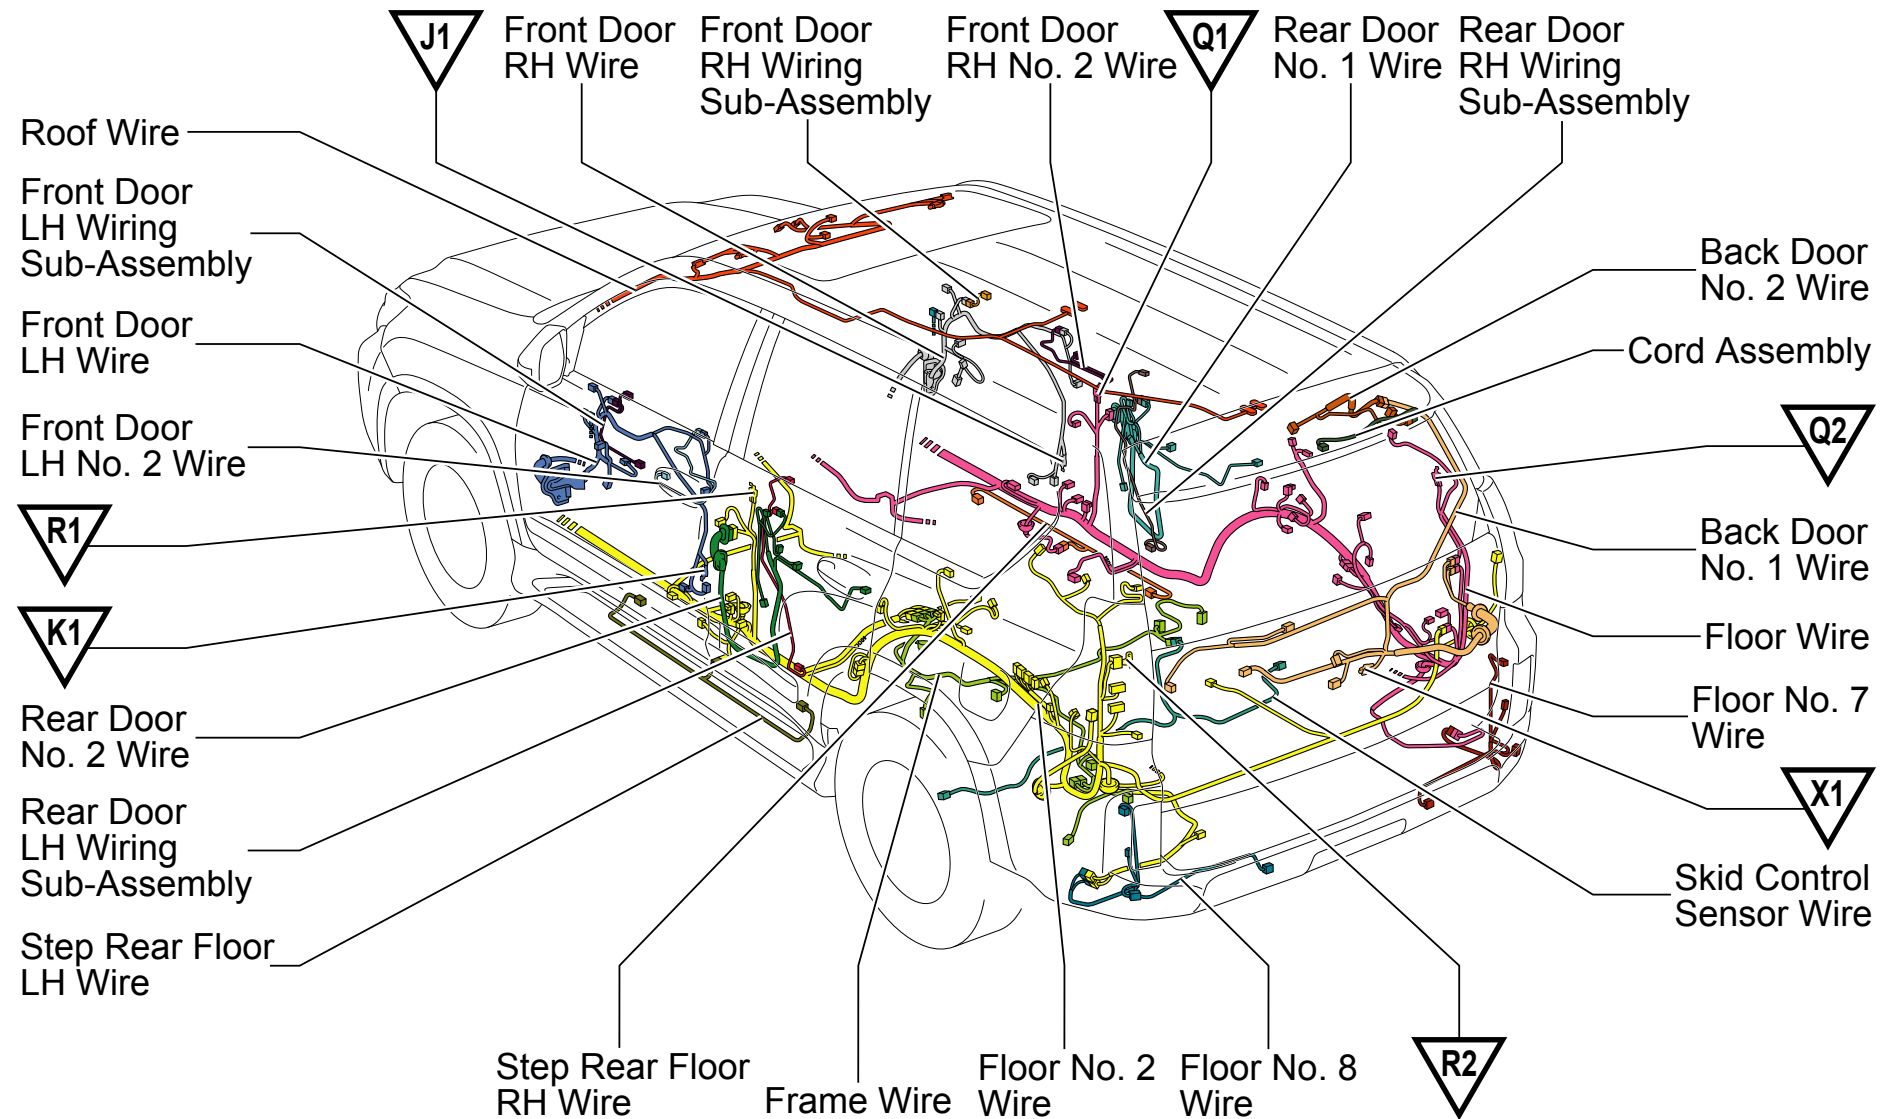 J1
Front Door
RH Wire
Front Door
RH Wiring
Sub-Assembly
Front Door
RH No. 2 Wire
Q1
Rear Door
No. 1 Wire
Rear Door
RH Wiring
Sub-Assembly
Roof Wire
Front Door
LH Wiring
Sub-Assembly
Front Door
LH Wire
Front Door
LH No. 2 Wire
R1
K1
Rear Door
No. 2 Wire
Rear Door
LH Wiring
Sub-Assembly
Step Rear Floor
LH Wire
Back Door
No. 2 Wire
Cord Assembly
Q2
Back Door
No. 1 Wire
Floor Wire
Floor No. 7
Wire
X1
Skid Control
Sensor Wire
Step Rear Floor
RH Wire
Frame Wire
Floor No. 2
Wire
Floor No. 8
Wire
R2